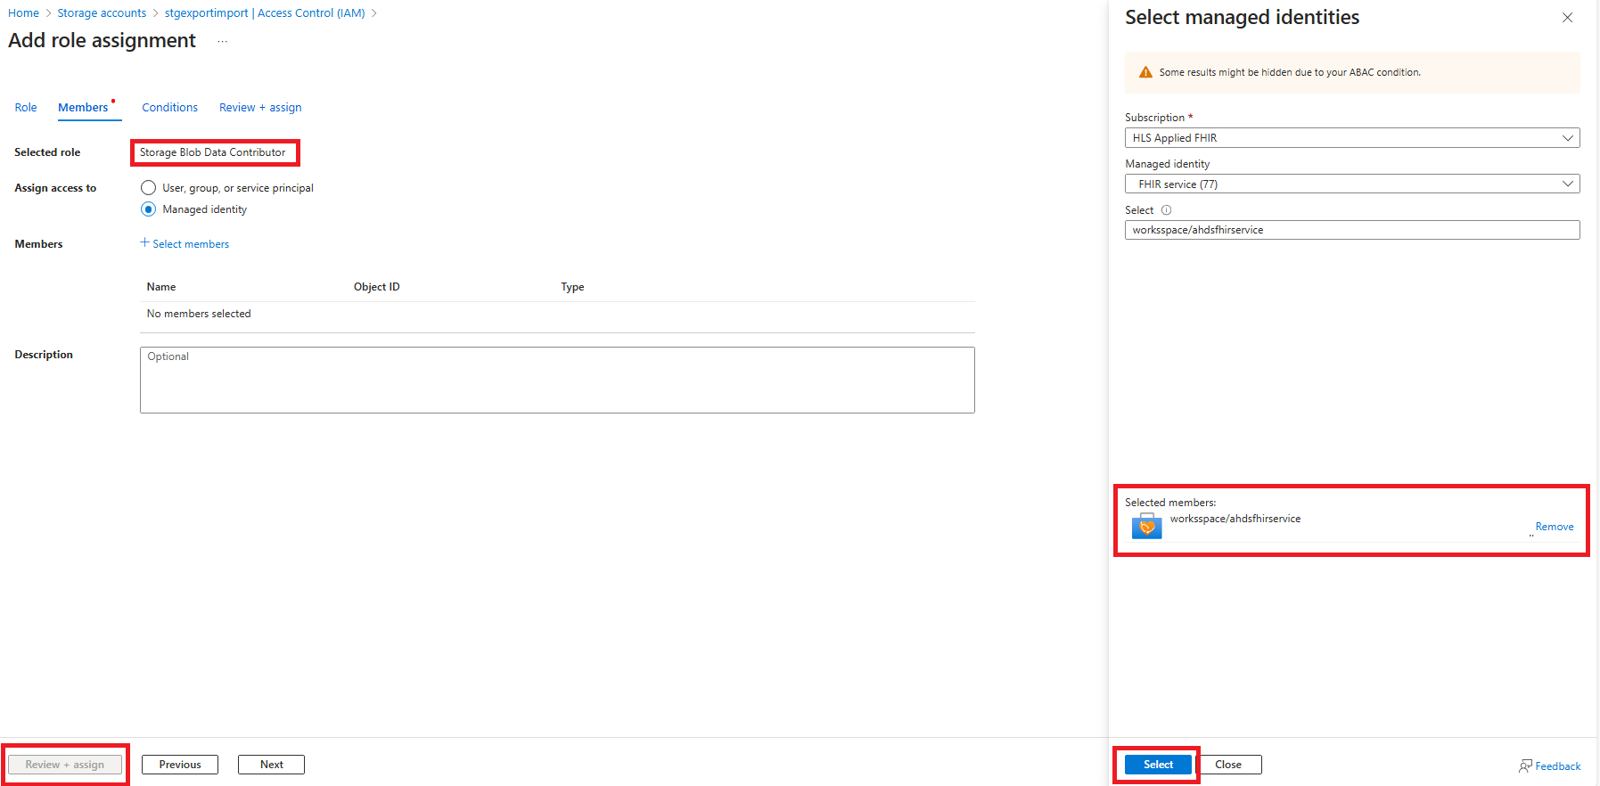 Home > Storage accounts > stgexportimport | Access Control (IAM) >
Add role assignment ...
Role Members Conditions Review + assign
Selected role Storage Blob Data Contributor
Assign access to User, group, or service principal
Managed identity
Members + Select members
Name Object ID Type
No members selected
Description Optional
Review + assign Previous Next
Select managed identities
Some results might be hidden due to your ABAC condition.
Subscription *
HLS Applied FHIR
Managed identity
FHIR service (77)
Select
worksspace/ahdsfhirservice
Selected members:
worksspace/ahdsfhirservice
Remove
Select Close Feedback